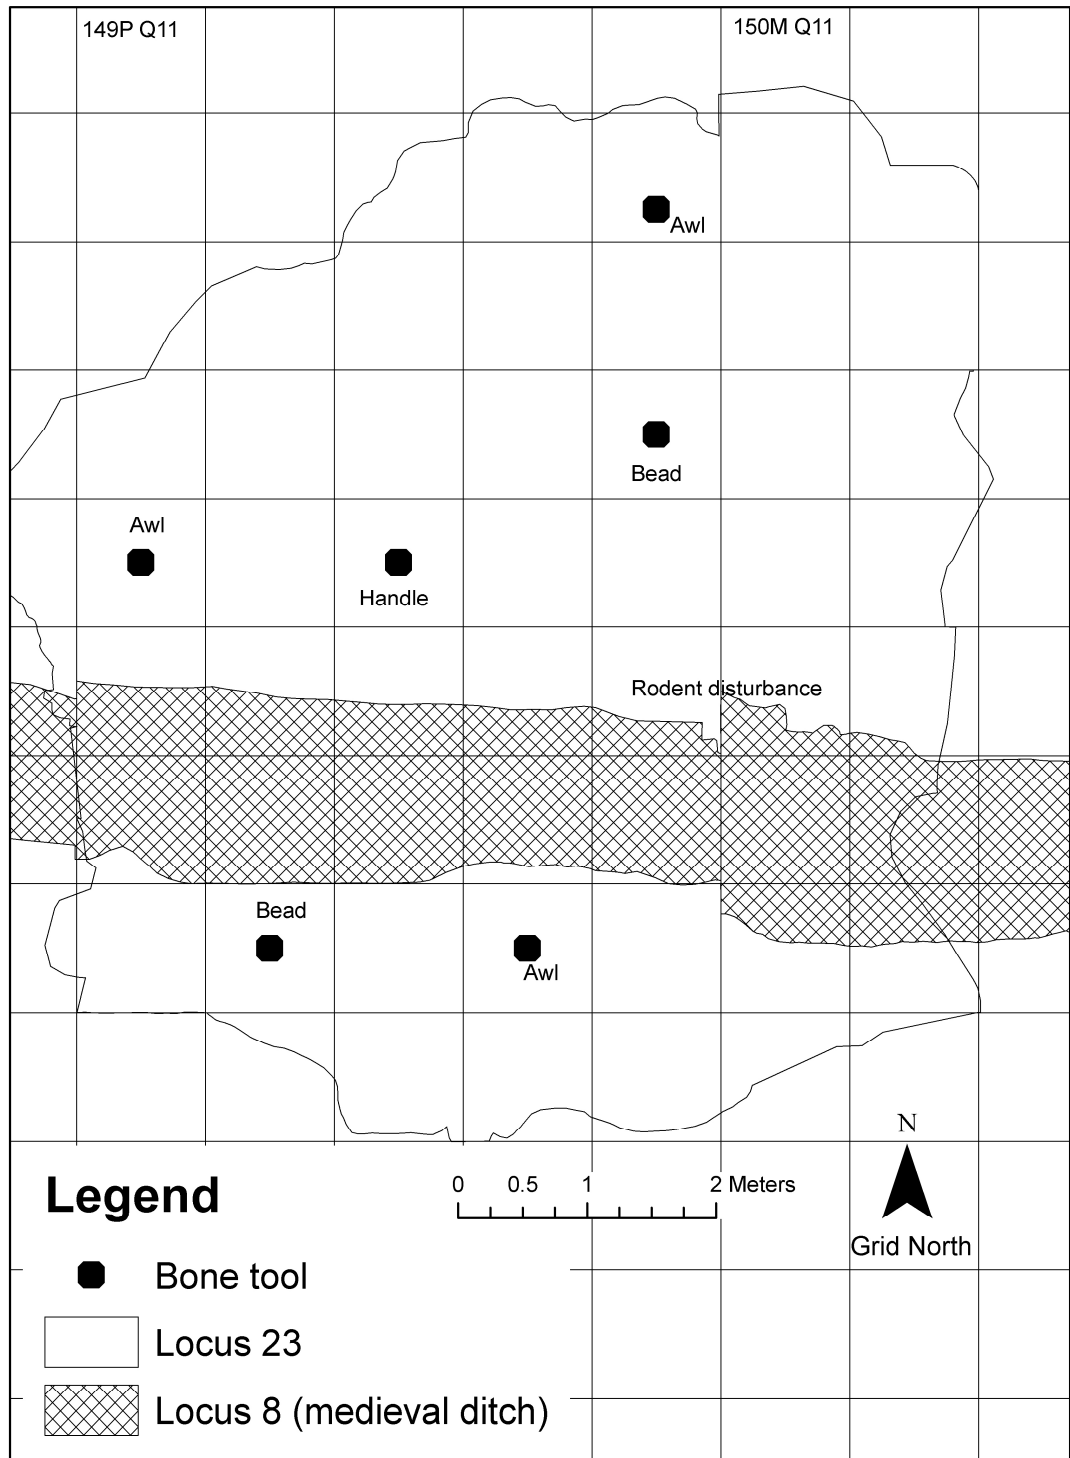 149P Q11
150M Q11
Awl
Bead
Awl
Handle
Rodent disturbance
Bead
Awl
N
Grid North
0 0.5 1 2 Meters
Legend
Bone tool
Locus 23
Locus 8 (medieval ditch)